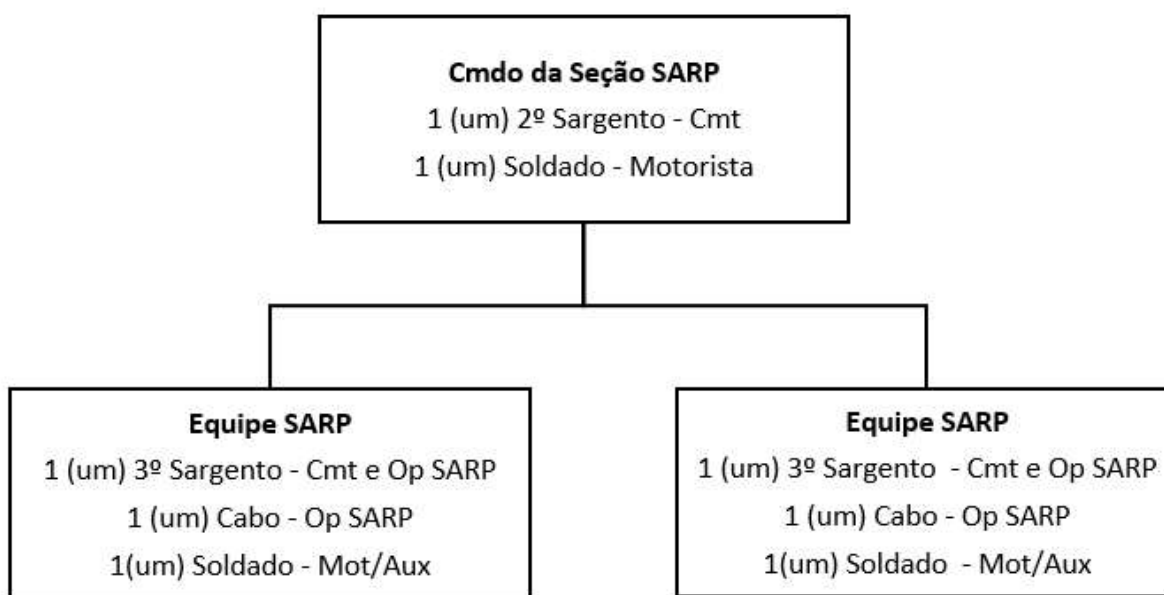 Cmdo da Seção SARP
1 (um) 2º Sargento - Cmt
1 (um) Soldado - Motorista
Equipe SARP
1 (um) 3º Sargento - Cmt e Op SARP
1 (um) Cabo - Op SARP
1(um) Soldado - Mot/Aux
Equipe SARP
1 (um) 3º Sargento - Cmt e Op SARP
1 (um) Cabo - Op SARP
1(um) Soldado - Mot/Aux